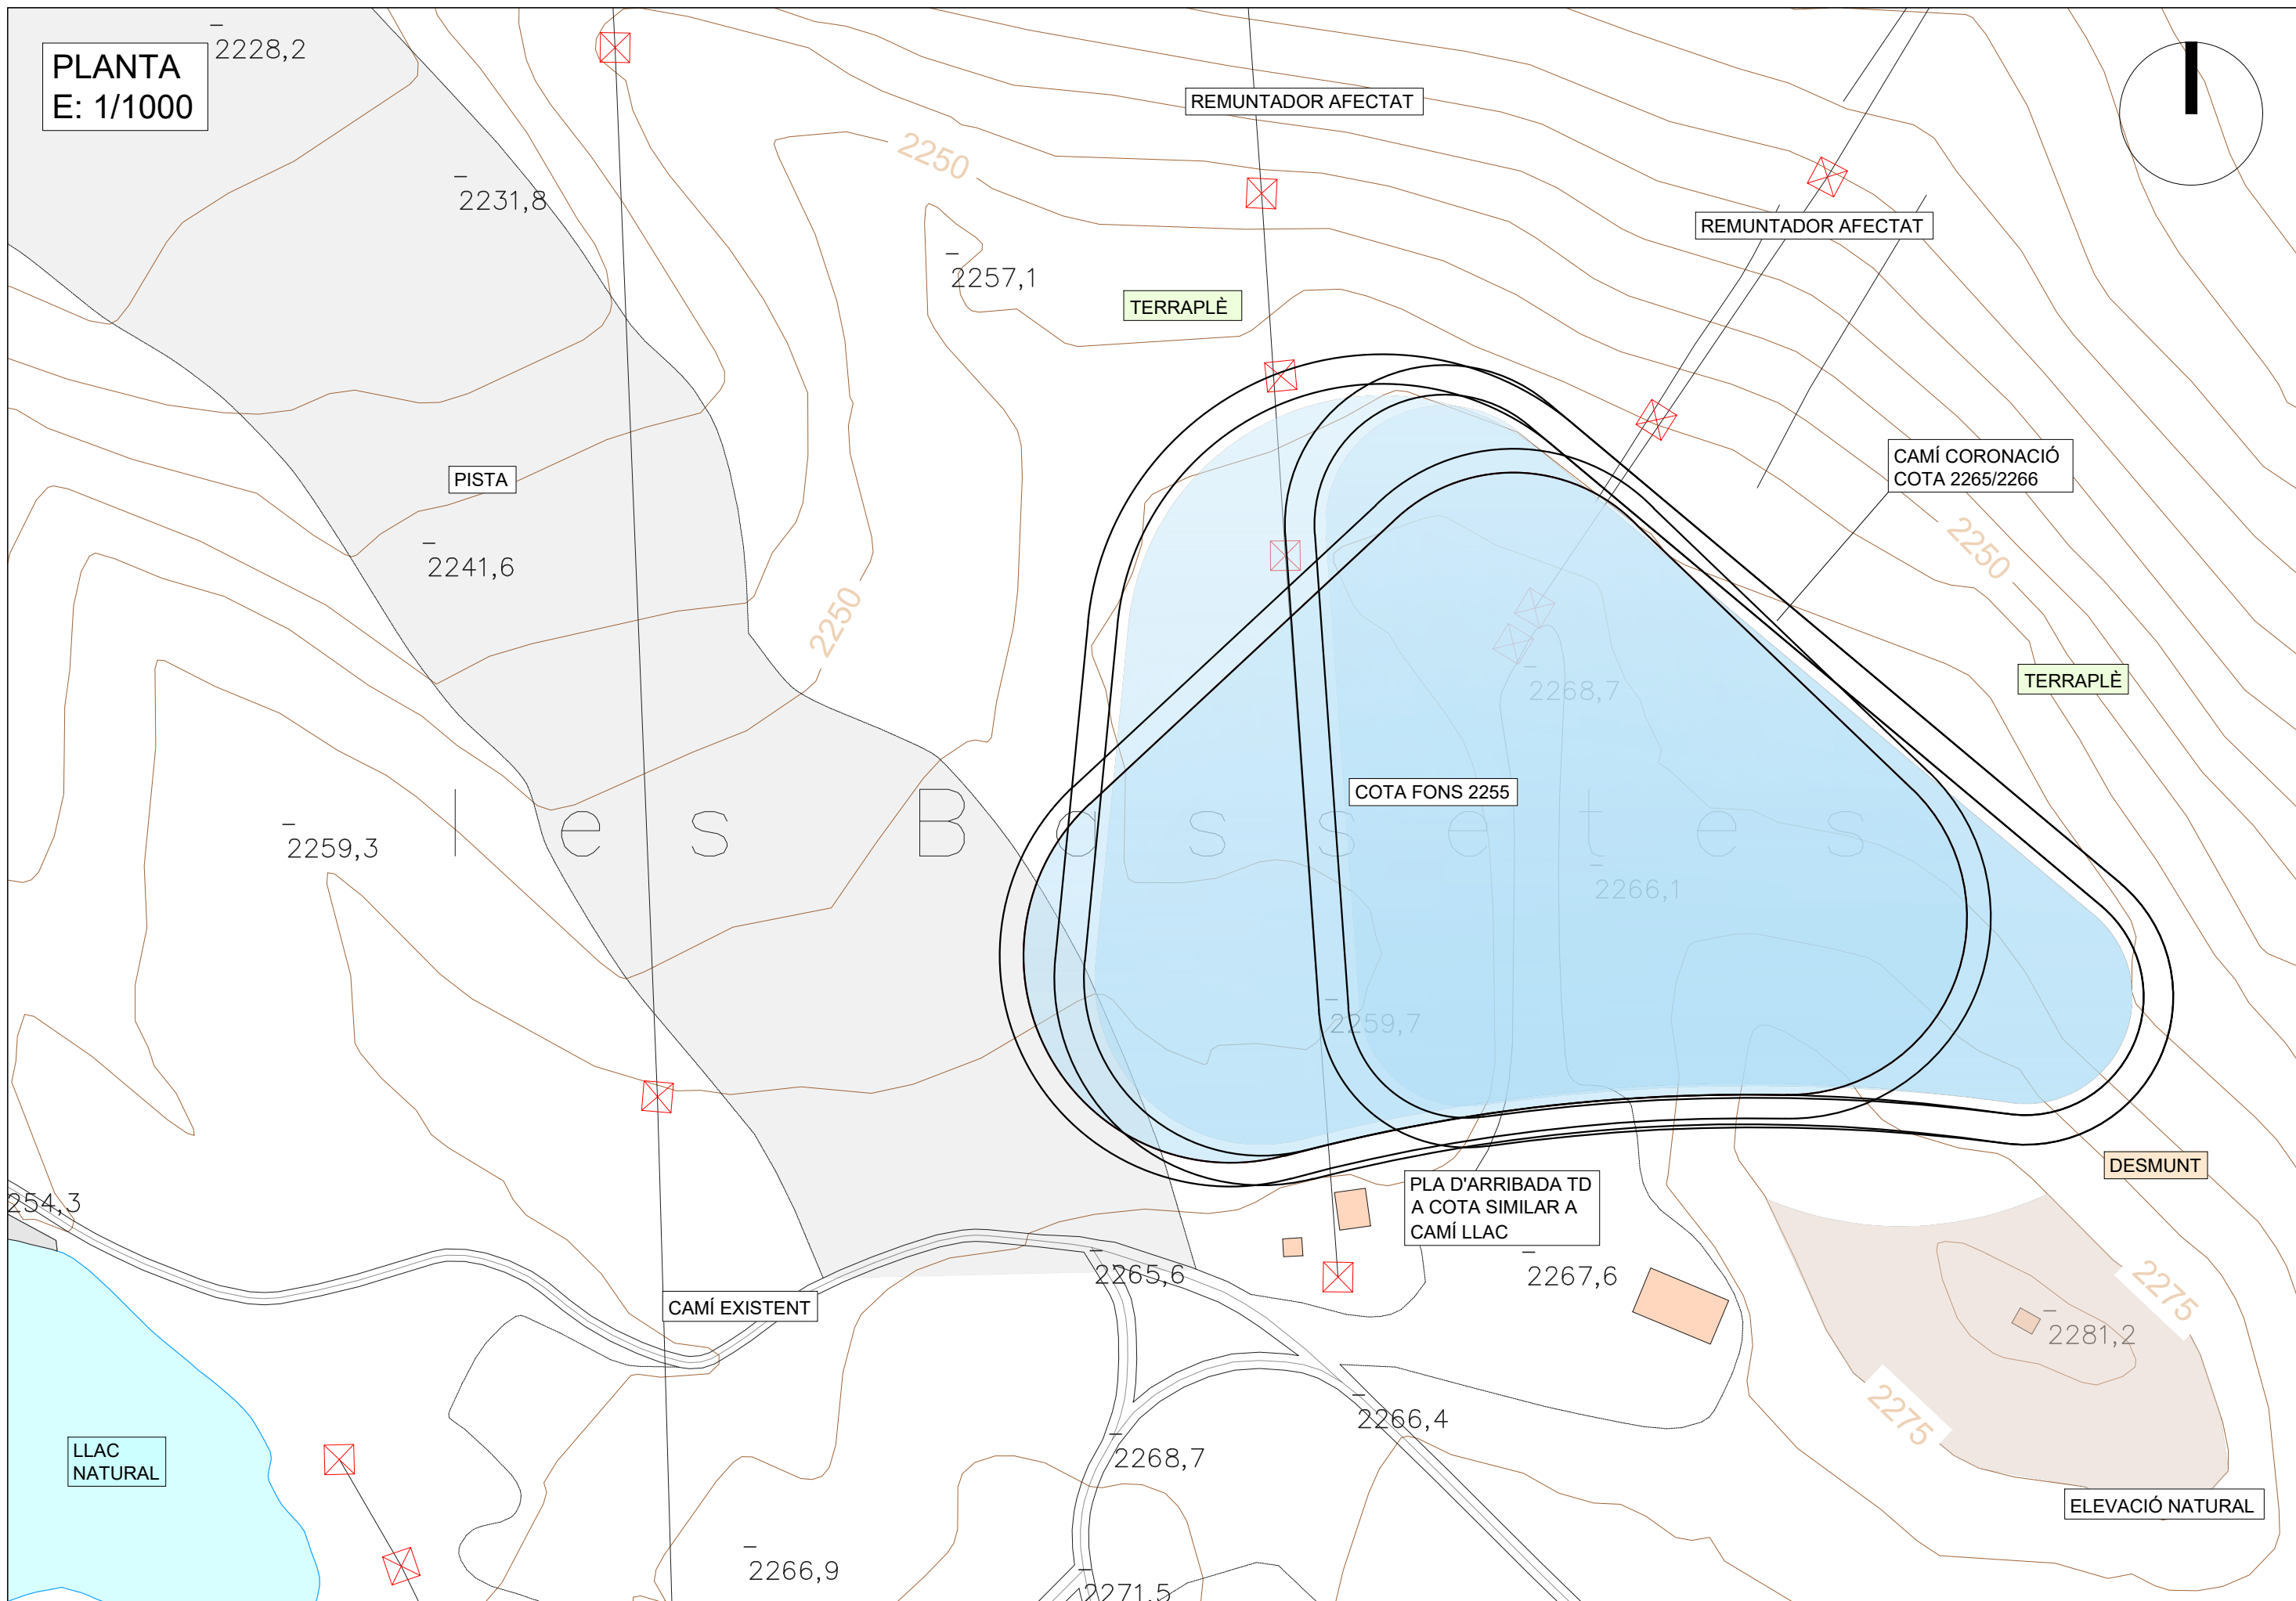 2228,2
PLANTA
E: 1/1000
REMUNTADOR AFECTAT
2250
2231,8
REMUNTADOR AFECTAT
2257,1
TERRAPLÈ
CAMÍ CORONACIÓ
COTA 2265/2266
PISTA
2250
2241,6
2250
TERRAPLÈ
2268,7
COTA FONS 2255
les Bassetes
2259,3
2266,1
2259,7
DESMUNT
PLA D'ARRIBADA TD
A COTA SIMILAR A
CAMÍ LLAC
254,3
2265,6
2267,6
2275
CAMÍ EXISTENT
2281,2
2275
2266,4
LLAC
NATURAL
2268,7
ELEVACIÓ NATURAL
2266,9
2271,5